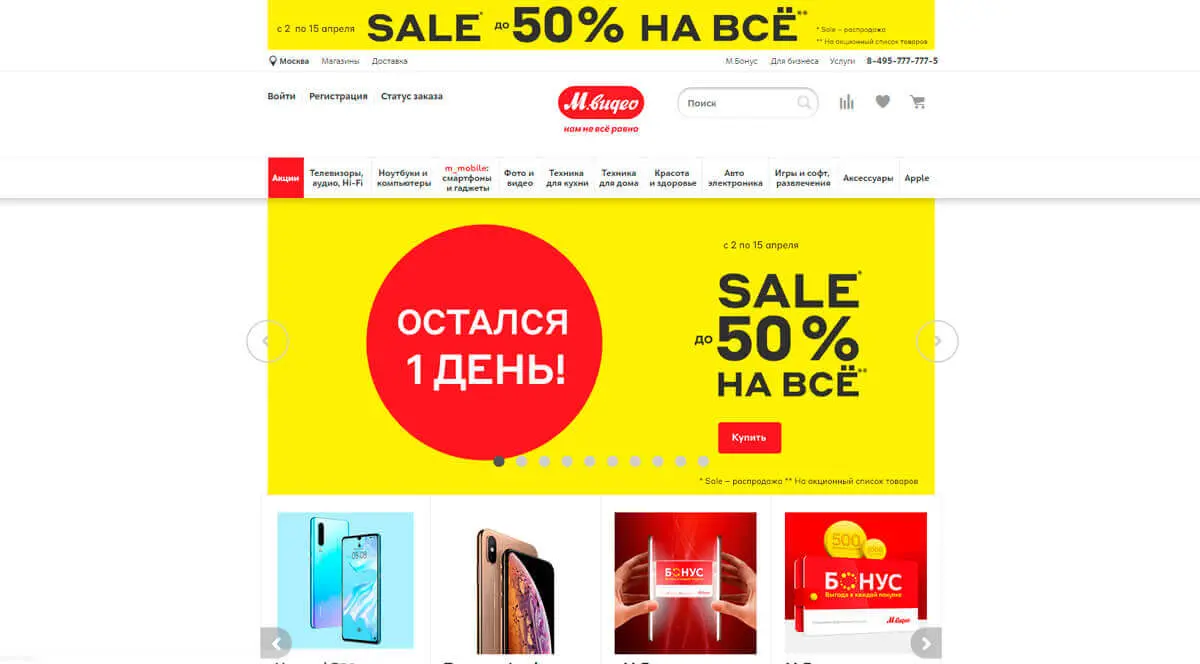 с 2 по 15 апреля SALE* до 50% НА ВСЁ**
* Sale – распродажа
** На акционный список товаров
Москва Магазины Доставка М.Бонус Для бизнеса Услуги 8-495-777-777-5
Войти Регистрация Статус заказа
М.видео
нам не всё равно
Поиск
Акции
Телевизоры,
аудио, Hi-Fi
Ноутбуки и
компьютеры
m_mobile:
смартфоны
и гаджеты
Фото и
видео
Техника
для кухни
Техника
для дома
Красота
и здоровье
Авто
электроника
Игры и софт,
развлечения
Аксессуары
Apple
ОСТАЛСЯ
1 ДЕНЬ!
с 2 по 15 апреля
SALE*
до 50%
НА ВСЁ**
Купить
* Sale – распродажа ** На акционный список товаров
09:08
БОНУС
500
БОНУС
Выгода в каждой покупке
М.видео